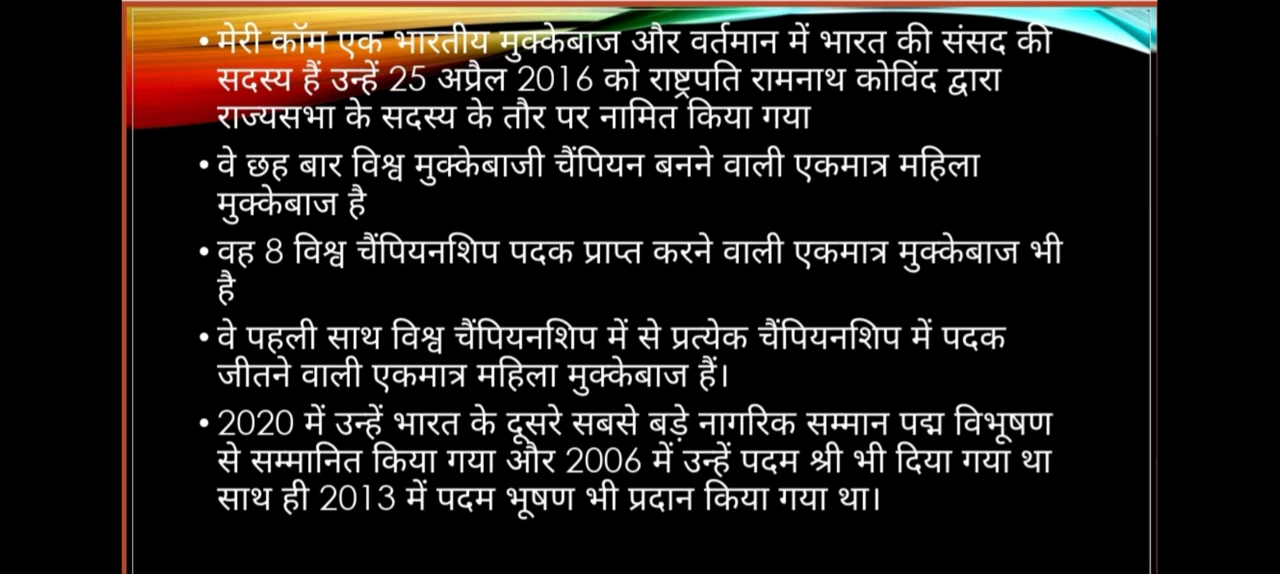 • मेरी कॉम एक भारतीय मुक्केबाज और वर्तमान में भारत की संसद की
सदस्य हैं उन्हें 25 अप्रैल 2016 को राष्ट्रपति रामनाथ कोविंद द्वारा
राज्यसभा के सदस्य के तौर पर नामित किया गया
• वे छह बार विश्व मुक्केबाजी चैंपियन बनने वाली एकमात्र महिला
मुक्केबाज है
• वह 8 विश्व चैंपियनशिप पदक प्राप्त करने वाली एकमात्र मुक्केबाज भी
है
• वे पहली साथ विश्व चैंपियनशिप में से प्रत्येक चैंपियनशिप में पदक
जीतने वाली एकमात्र महिला मुक्केबाज हैं।
• 2020 में उन्हें भारत के दूसरे सबसे बड़े नागरिक सम्मान पद्म विभूषण
से सम्मानित किया गया और 2006 में उन्हें पदम श्री भी दिया गया था
साथ ही 2013 में पदम भूषण भी प्रदान किया गया था।